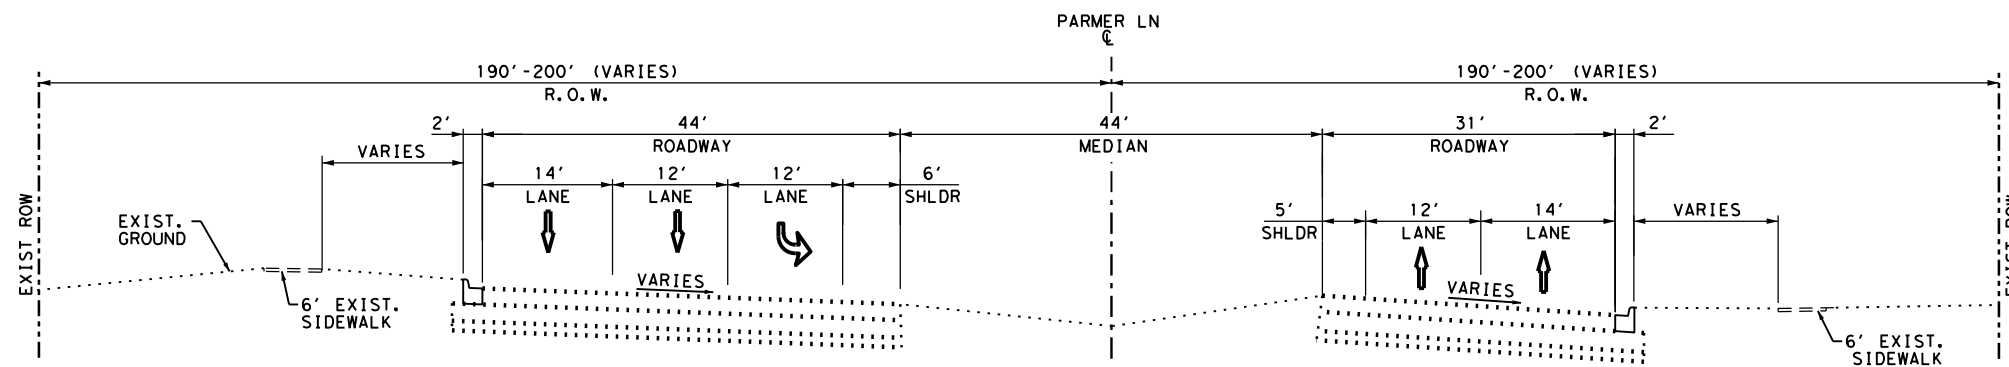 PARMER LN
℄
190'-200' (VARIES)
R.O.W.
190'-200' (VARIES)
R.O.W.
2'
44'
ROADWAY
44'
MEDIAN
31'
ROADWAY
2'
VARIES
14'
LANE
12'
LANE
12'
LANE
6'
SHLDR
5'
SHLDR
12'
LANE
14'
LANE
VARIES
EXIST ROW
EXIST.
GROUND
6' EXIST.
SIDEWALK
VARIES
VARIES
6' EXIST.
SIDEWALK
EXIST ROW